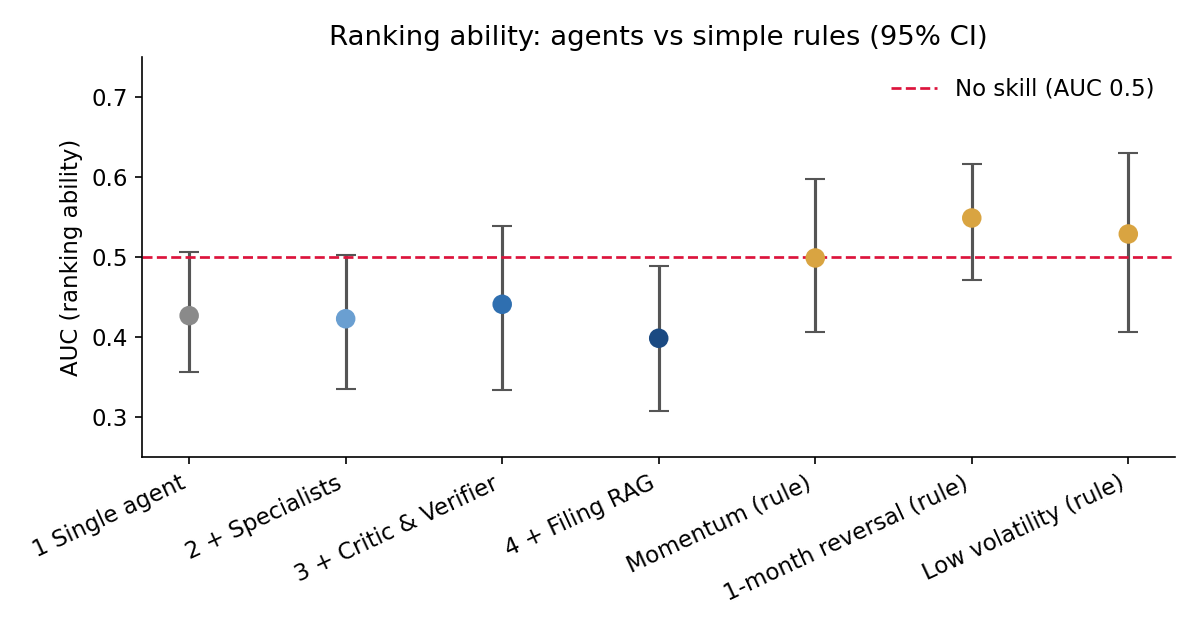 Ranking ability: agents vs simple rules (95% CI)
No skill (AUC 0.5)
AUC (ranking ability)
0.7
0.6
0.5
0.4
0.3
1 Single agent
2 + Specialists
3 + Critic & Verifier
4 + Filing RAG
Momentum (rule)
1-month reversal (rule)
Low volatility (rule)